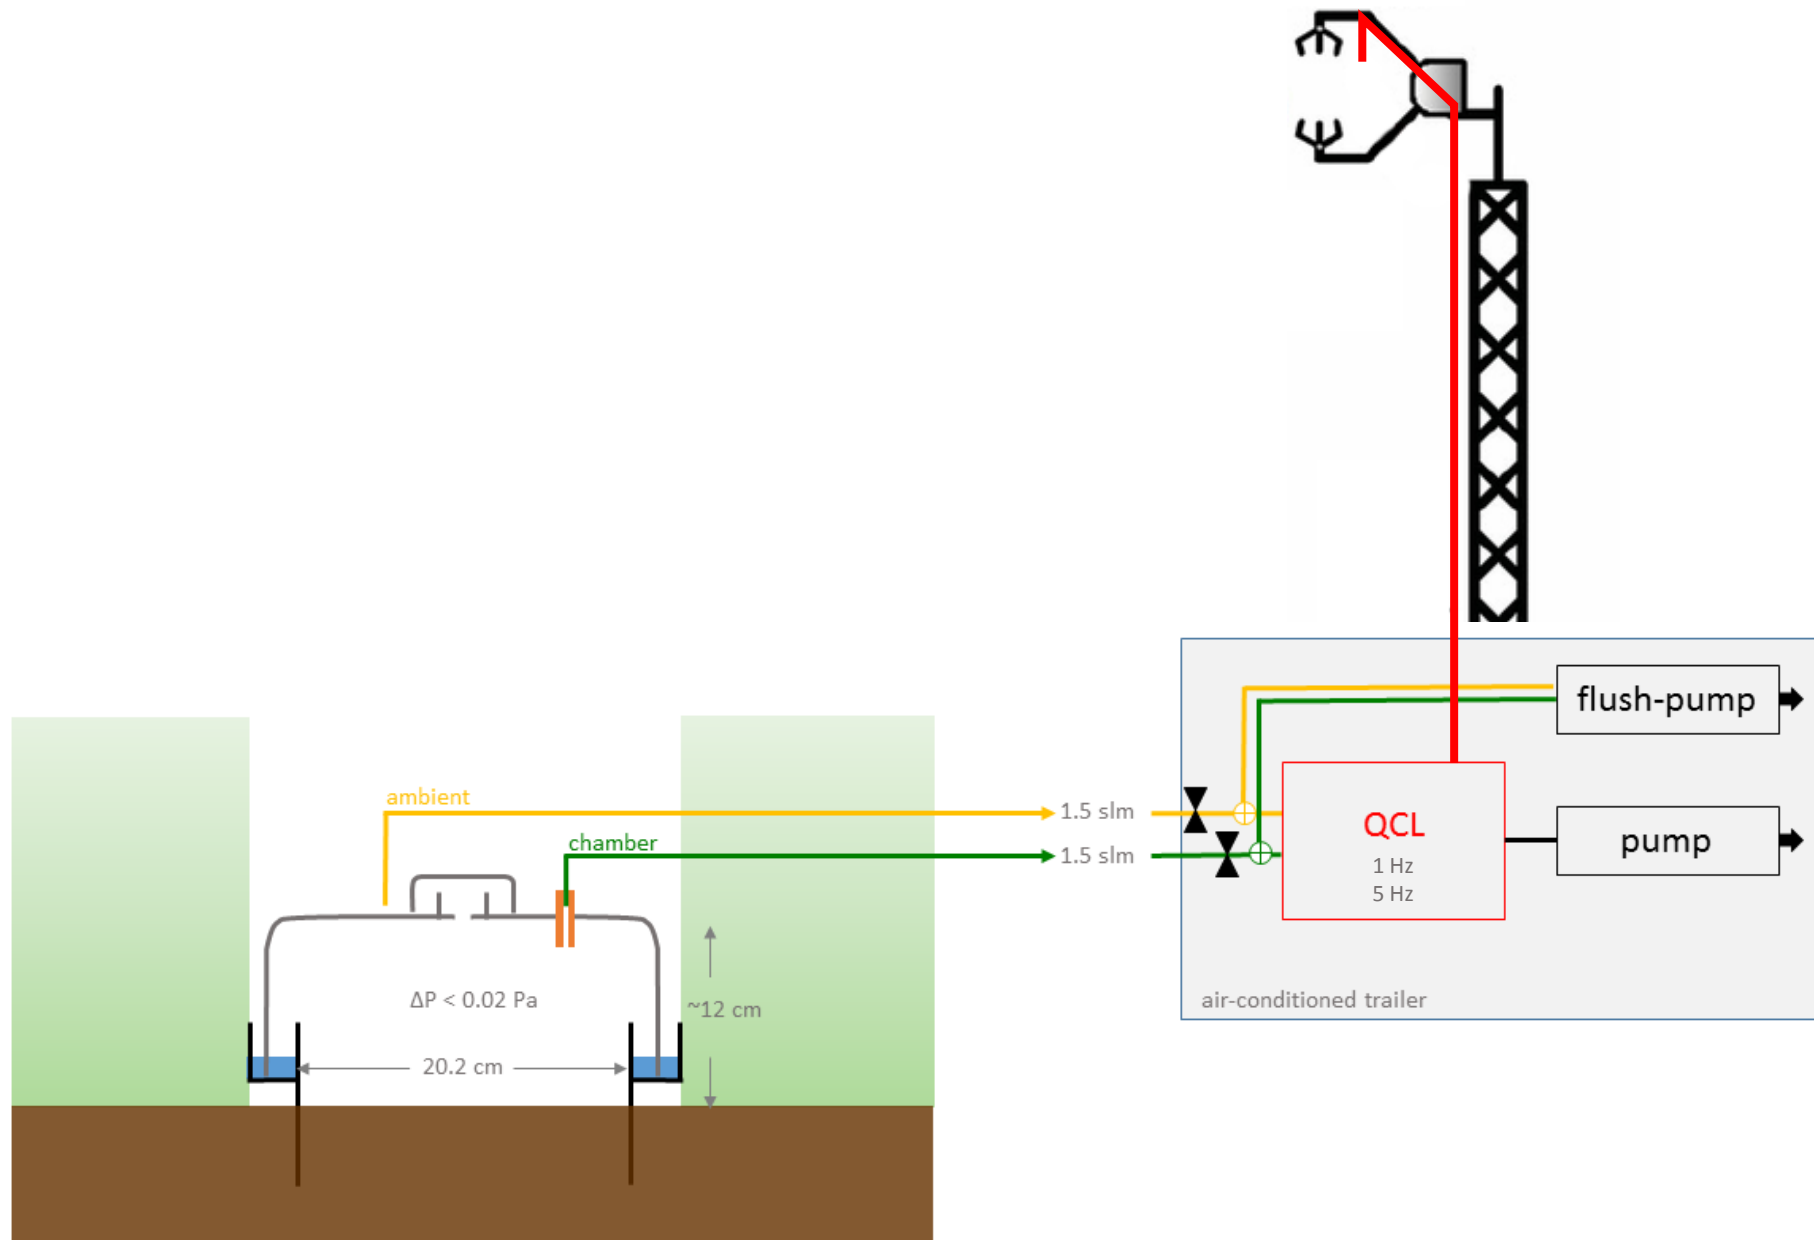 flush-pump
ambient
1.5 slm
chamber
1.5 slm
QCL
1 Hz
5 Hz
pump
ΔP < 0.02 Pa
~12 cm
air-conditioned trailer
20.2 cm